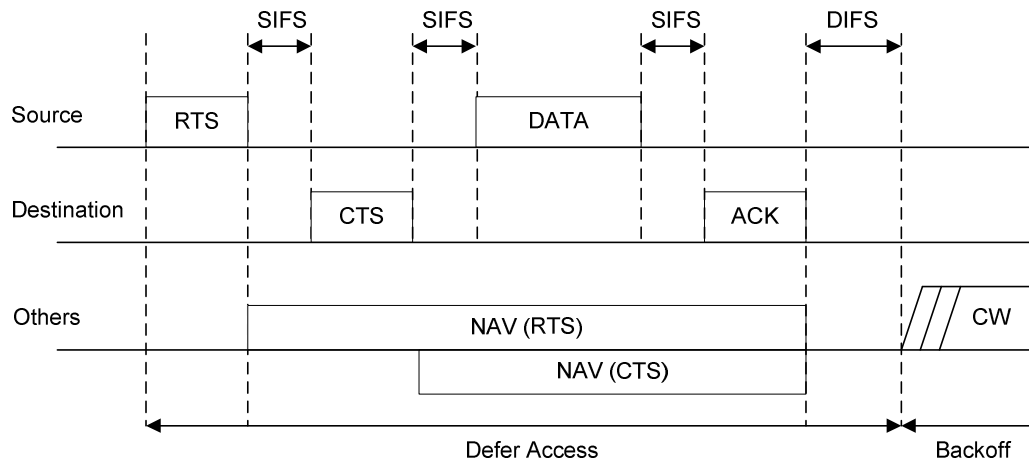 SIFS SIFS SIFS DIFS
Source RTS DATA
Destination CTS ACK
Others NAV (RTS) CW
NAV (CTS)
Defer Access Backoff